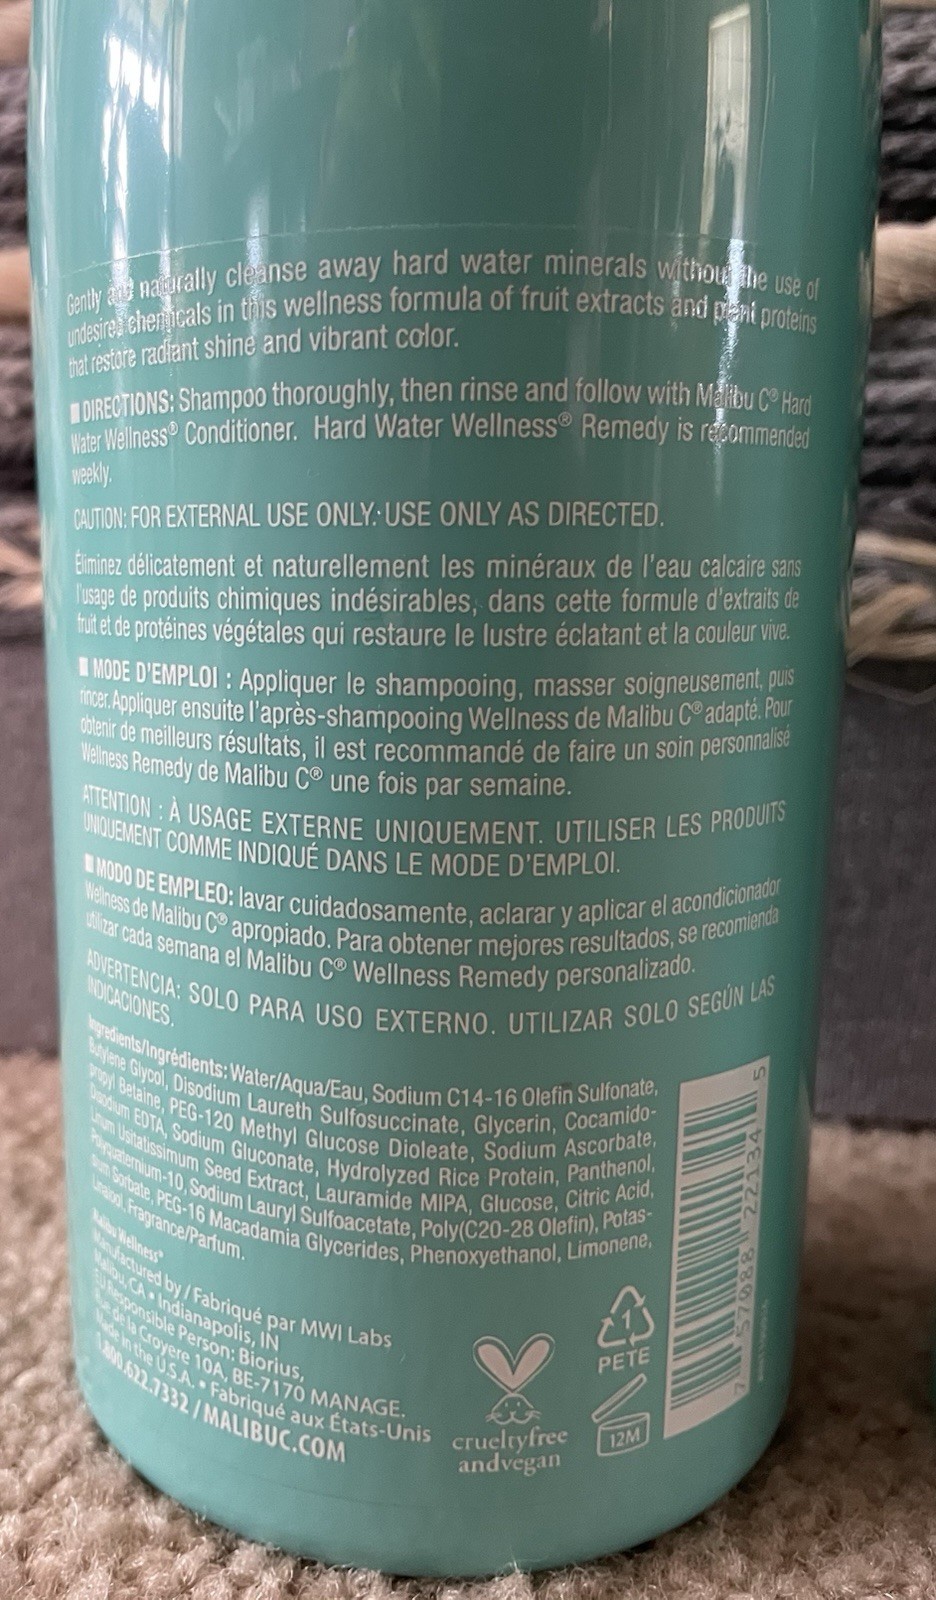 Gently and naturally cleanse away hard water minerals without the use of
undesired chemicals in this wellness formula of fruit extracts and plant proteins
that restore radiant shine and vibrant color.
■ DIRECTIONS: Shampoo thoroughly, then rinse and follow with Malibu C® Hard
Water Wellness® Conditioner. Hard Water Wellness® Remedy is recommended
weekly.
CAUTION: FOR EXTERNAL USE ONLY. USE ONLY AS DIRECTED.
Éliminez délicatement et naturellement les minéraux de l'eau calcaire sans
l'usage de produits chimiques indésirables, dans cette formule d'extraits de
fruit et de protéines végétales qui restaure le lustre éclatant et la couleur vive.
■ MODE D'EMPLOI : Appliquer le shampooing, masser soigneusement, puis
rincer. Appliquer ensuite l'après-shampooing Wellness de Malibu C® adapté. Pour
obtenir de meilleurs résultats, il est recommandé de faire un soin personnalisé
Wellness Remedy de Malibu C® une fois par semaine.
ATTENTION : À USAGE EXTERNE UNIQUEMENT. UTILISER LES PRODUITS
UNIQUEMENT COMME INDIQUÉ DANS LE MODE D'EMPLOI.
■ MODO DE EMPLEO: lavar cuidadosamente, aclarar y aplicar el acondicionador
Wellness de Malibu C® apropiado. Para obtener mejores resultados, se recomienda
utilizar cada semana el Malibu C® Wellness Remedy personalizado.
ADVERTENCIA: SOLO PARA USO EXTERNO. UTILIZAR SOLO SEGÚN LAS
INDICACIONES.
Ingredients/Ingrédients: Water/Aqua/Eau, Sodium C14-16 Olefin Sulfonate,
Butylene Glycol, Disodium Laureth Sulfosuccinate, Glycerin, Cocamido-
propyl Betaine, PEG-120 Methyl Glucose Dioleate, Sodium Ascorbate,
Disodium EDTA, Sodium Gluconate, Hydrolyzed Rice Protein, Panthenol,
Linum Usitatissimum Seed Extract, Lauramide MIPA, Glucose, Citric Acid,
Polyquaternium-10, Sodium Lauryl Sulfoacetate, Poly(C20-28 Olefin), Potas-
sium Sorbate, PEG-16 Macadamia Glycerides, Phenoxyethanol, Limonene,
Linalool, Fragrance/Parfum.
Malibu Wellness®
Manufactured by / Fabriqué par MWI Labs
Malibu, CA • Indianapolis, IN
EU Responsible Person: Biorius,
Rue de la Croyere 10A, BE-7170 MANAGE.
Made in the U.S.A. • Fabriqué aux États-Unis
1.800.622.7332 / MALIBUC.COM
crueltyfree
andvegan
1
PETE
12M
7 57088 22134 5